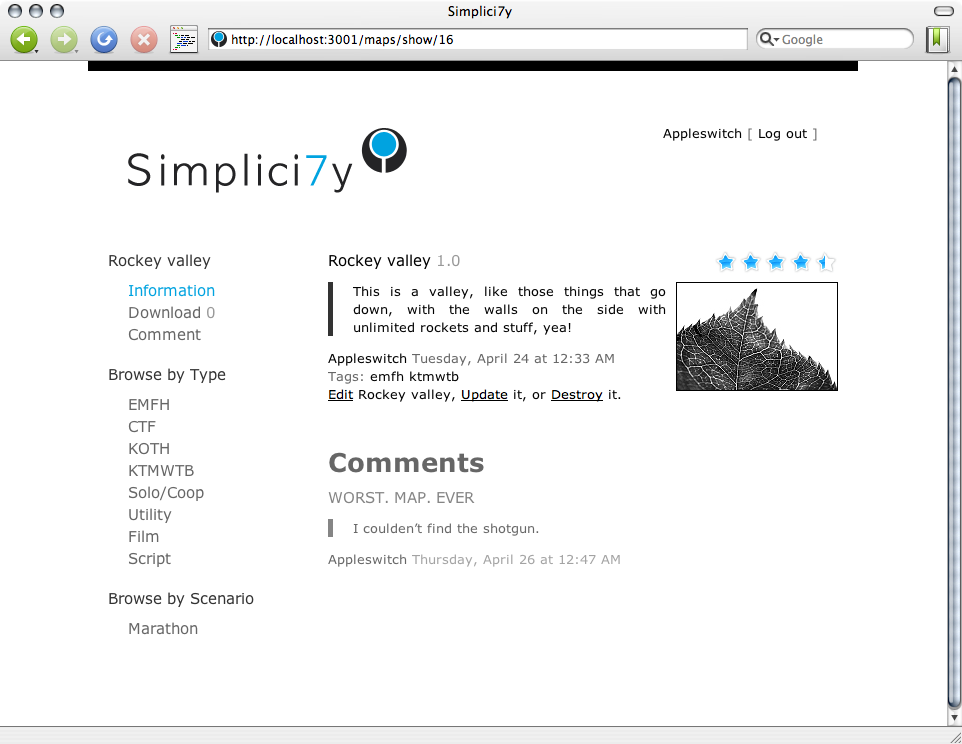 Simplici7y
http://localhost:3001/maps/show/16
Google
Appleswitch [ Log out ]
Simplici7y
Rockey valley
Information
Download 0
Comment
Browse by Type
EMFH
CTF
KOTH
KTMWTB
Solo/Coop
Utility
Film
Script
Browse by Scenario
Marathon
Rockey valley 1.0
This is a valley, like those things that go
down, with the walls on the side with
unlimited rockets and stuff, yea!
Appleswitch Tuesday, April 24 at 12:33 AM
Tags: emfh ktmwtb
Edit Rockey valley, Update it, or Destroy it.
Comments
WORST. MAP. EVER
I coulden’t find the shotgun.
Appleswitch Thursday, April 26 at 12:47 AM